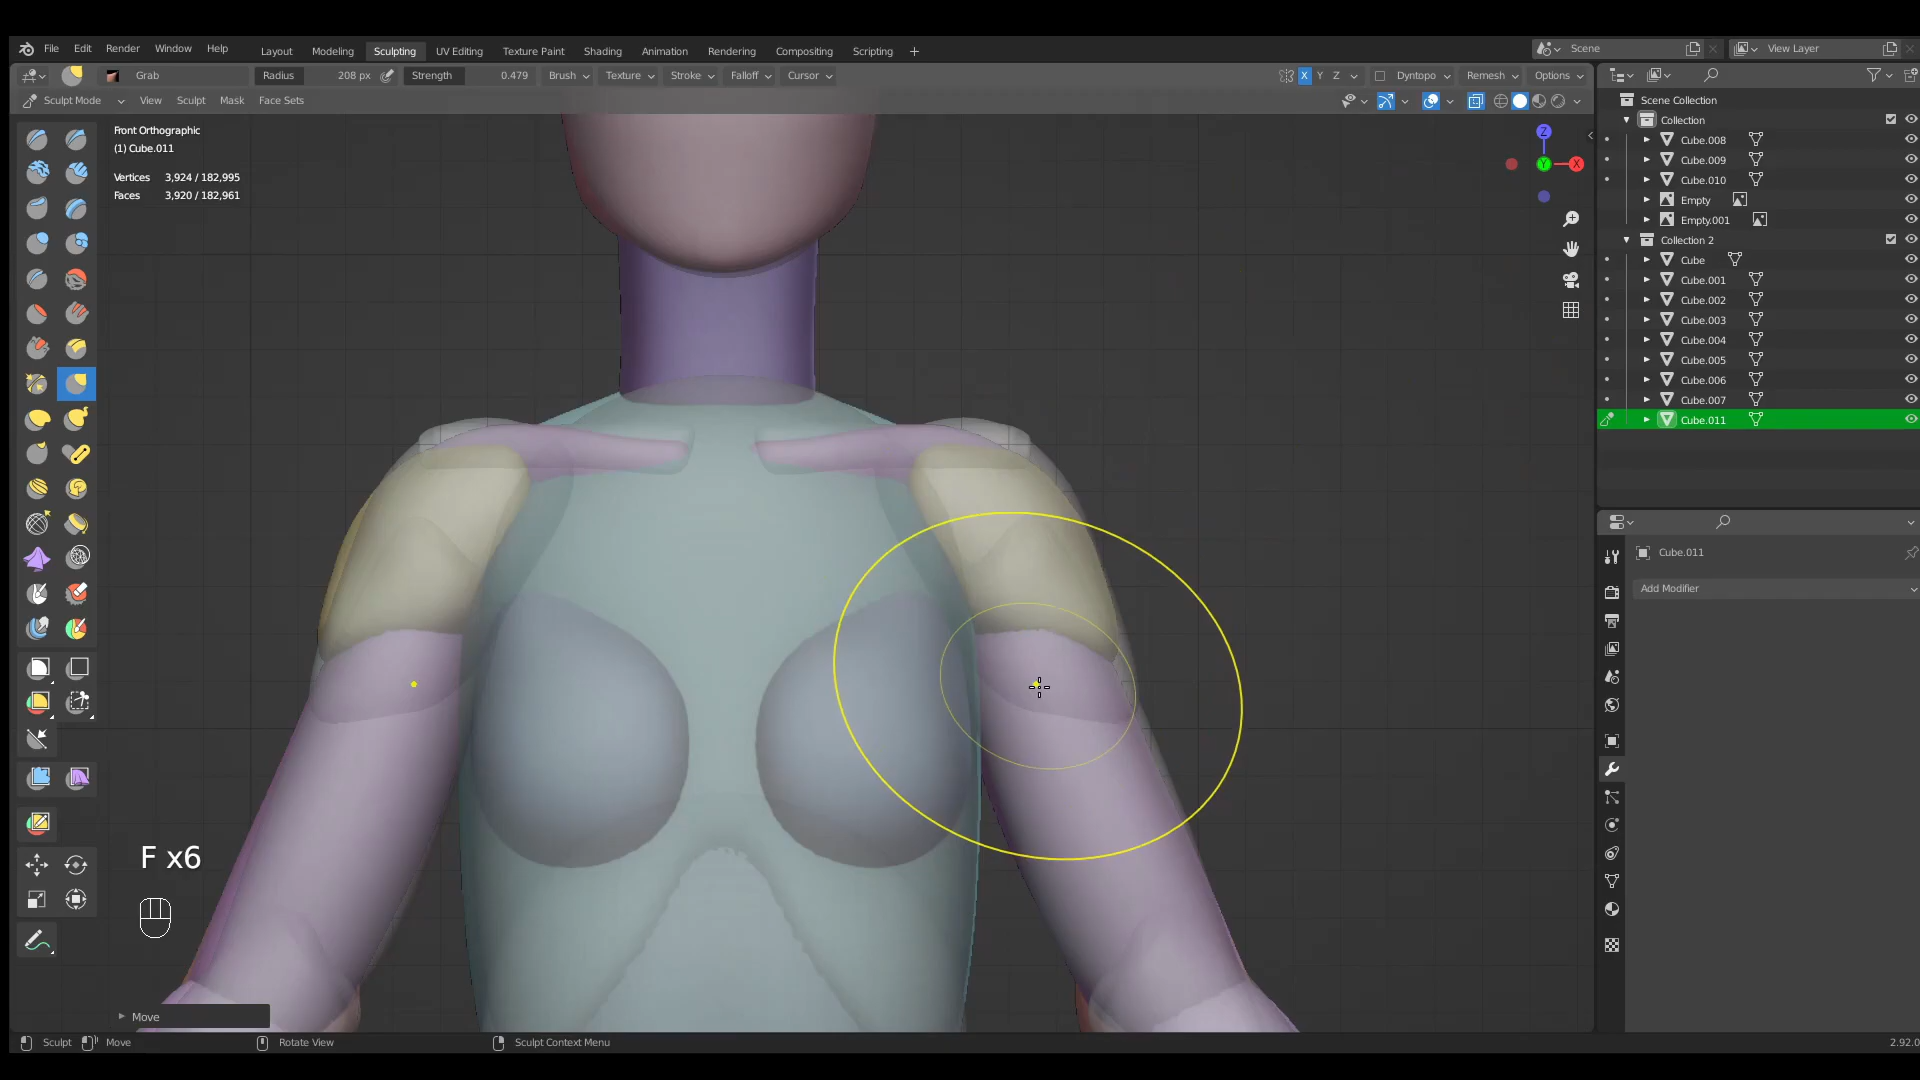 File Edit Render Window Help
Layout Modeling Sculpting UV Editing Texture Paint Shading Animation Rendering Compositing Scripting +
Scene
View Layer
Grab
Radius 208 px
Strength 0.479
Brush Texture Stroke Falloff Cursor
X Y Z
Dyntopo Remesh Options
Sculpt Mode View Sculpt Mask Face Sets
Front Orthographic
(1) Cube.011
Vertices 3,924 / 182,995
Faces 3,920 / 182,961
Z
Y
X
Scene Collection
Collection
Cube.008
Cube.009
Cube.010
Empty
Empty.001
Collection 2
Cube
Cube.001
Cube.002
Cube.003
Cube.004
Cube.005
Cube.006
Cube.007
Cube.011
Cube.011
Add Modifier
F x6
Move
Sculpt Move Rotate View Sculpt Context Menu
2.92.0